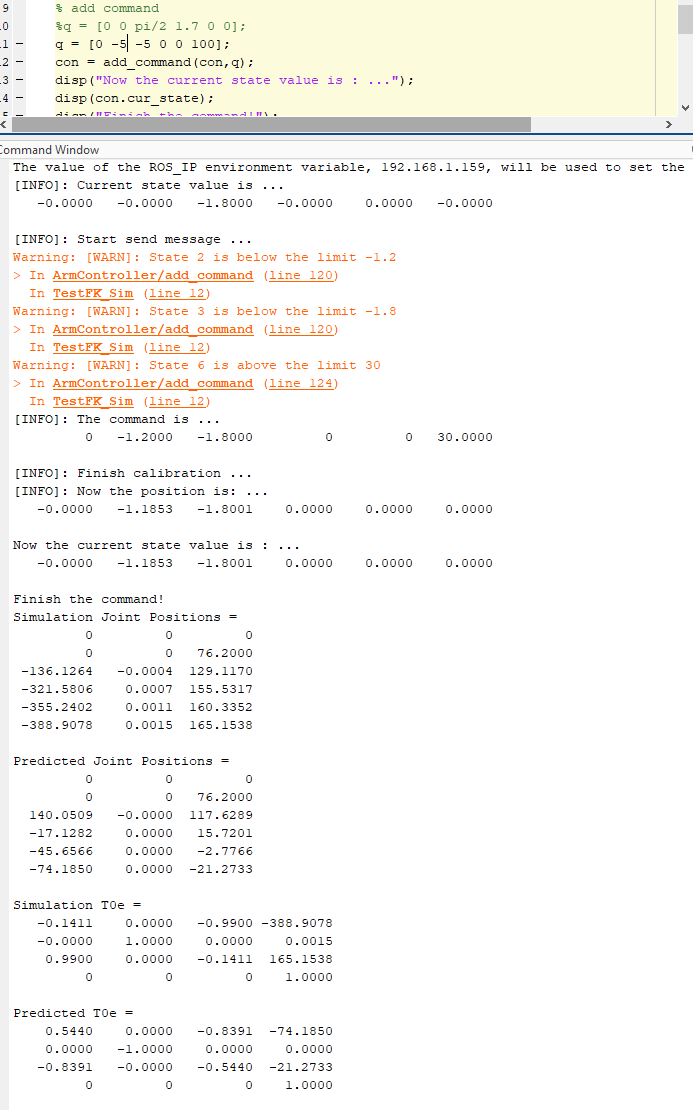 9 % add command
.0 %q = [0 0 pi/2 1.7 0 0];
.1 – q = [0 -5 -5 0 0 100];
.2 – con = add_command(con,q);
.3 – disp("Now the current state value is : ...");
.4 – disp(con.cur_state);
disp("Finish the command!");
Command Window
The value of the ROS_IP environment variable, 192.168.1.159, will be used to set the
[INFO]: Current state value is ...
-0.0000 -0.0000 -1.8000 -0.0000 0.0000 -0.0000
[INFO]: Start send message ...
Warning: [WARN]: State 2 is below the limit -1.2
> In ArmController/add_command (line 120)
In TestFK_Sim (line 12)
Warning: [WARN]: State 3 is below the limit -1.8
> In ArmController/add_command (line 120)
In TestFK_Sim (line 12)
Warning: [WARN]: State 6 is above the limit 30
> In ArmController/add_command (line 124)
In TestFK_Sim (line 12)
[INFO]: The command is ...
0 -1.2000 -1.8000 0 0 30.0000
[INFO]: Finish calibration ...
[INFO]: Now the position is: ...
-0.0000 -1.1853 -1.8001 0.0000 0.0000 0.0000
Now the current state value is : ...
-0.0000 -1.1853 -1.8001 0.0000 0.0000 0.0000
Finish the command!
Simulation Joint Positions =
0 0 0
0 0 76.2000
-136.1264 -0.0004 129.1170
-321.5806 0.0007 155.5317
-355.2402 0.0011 160.3352
-388.9078 0.0015 165.1538
Predicted Joint Positions =
0 0 0
0 0 76.2000
140.0509 -0.0000 117.6289
-17.1282 0.0000 15.7201
-45.6566 0.0000 -2.7766
-74.1850 0.0000 -21.2733
Simulation T0e =
-0.1411 0.0000 -0.9900 -388.9078
-0.0000 1.0000 0.0000 0.0015
0.9900 0.0000 -0.1411 165.1538
0 0 0 1.0000
Predicted T0e =
0.5440 0.0000 -0.8391 -74.1850
0.0000 -1.0000 0.0000 0.0000
-0.8391 -0.0000 -0.5440 -21.2733
0 0 0 1.0000